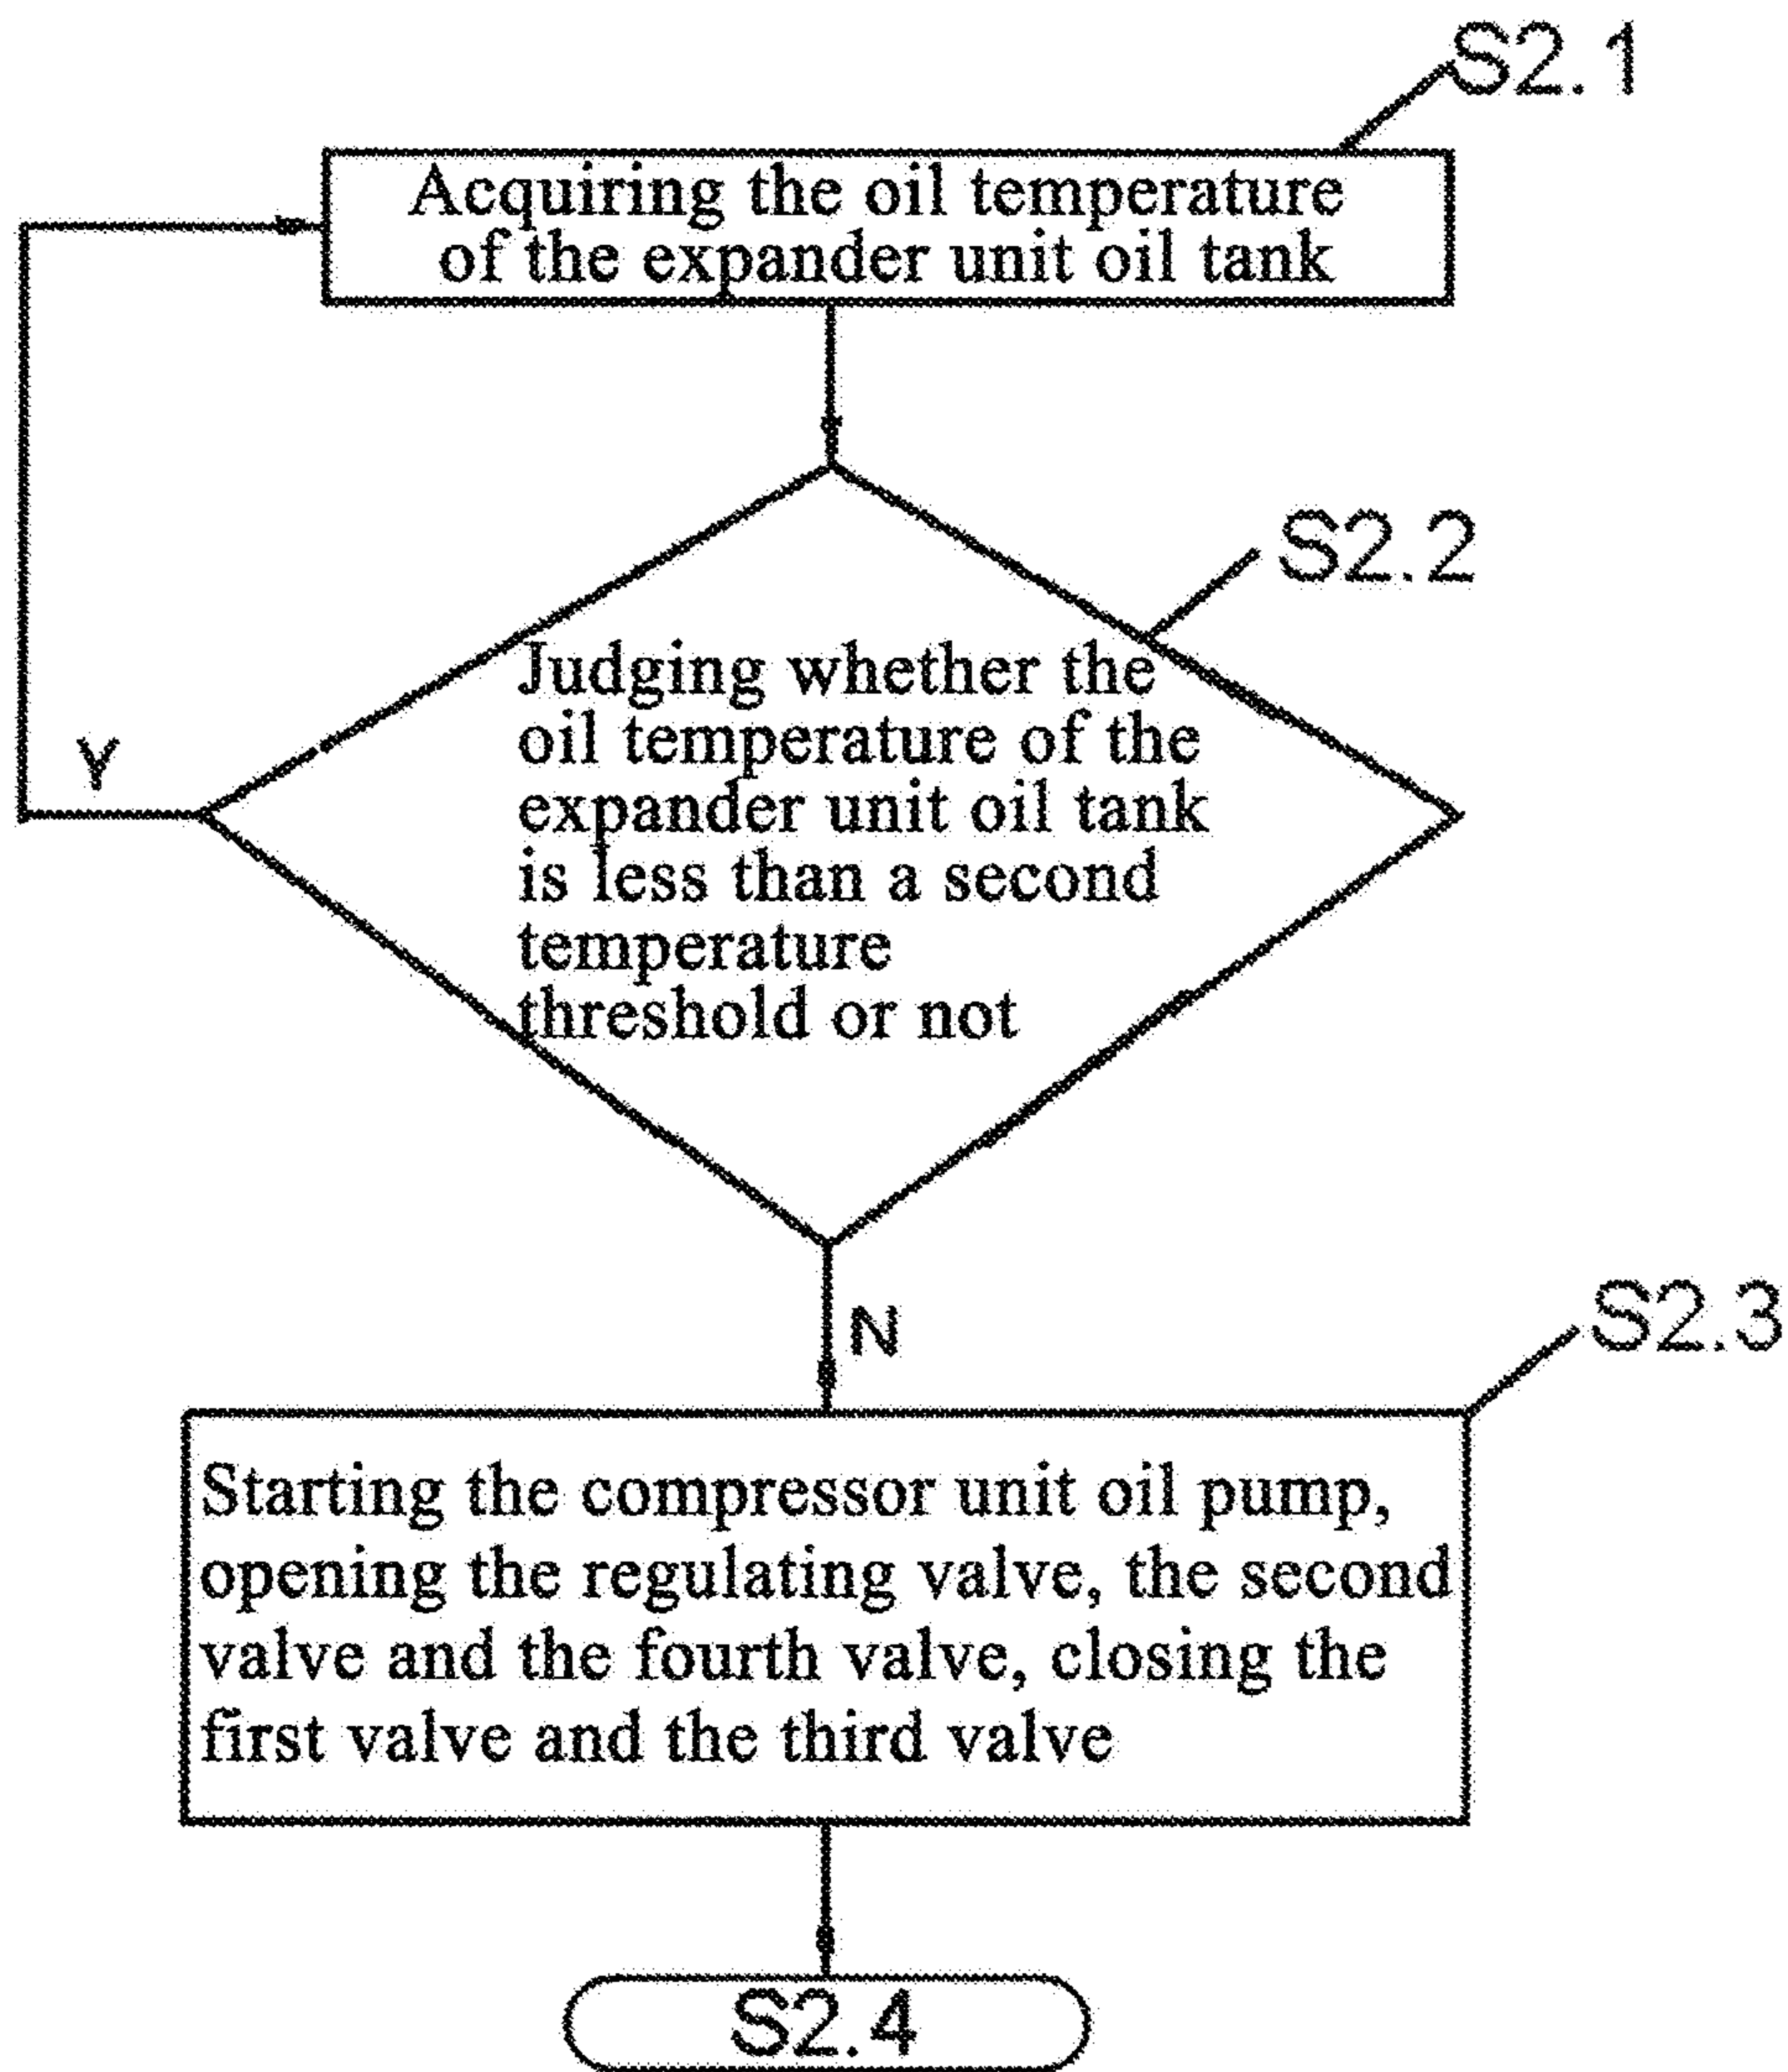 S2.1
Acquiring the oil temperature
of the expander unit oil tank
S2.2
Judging whether the
oil temperature of the
expander unit oil tank
is less than a second
temperature
threshold or not
Y
N
S2.3
Starting the compressor unit oil pump,
opening the regulating valve, the second
valve and the fourth valve, closing the
first valve and the third valve
S2.4